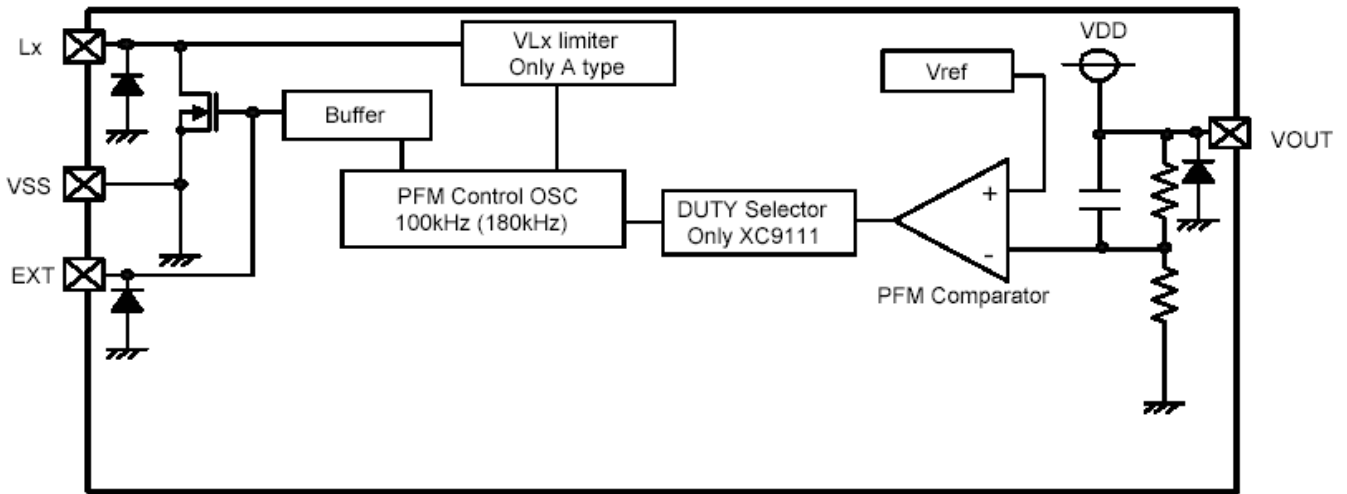 Lx
VLx limiter
Only A type
Vref
VDD
Buffer
VOUT
VSS
PFM Control OSC
100kHz (180kHz)
DUTY Selector
Only XC9111
+
-
EXT
PFM Comparator